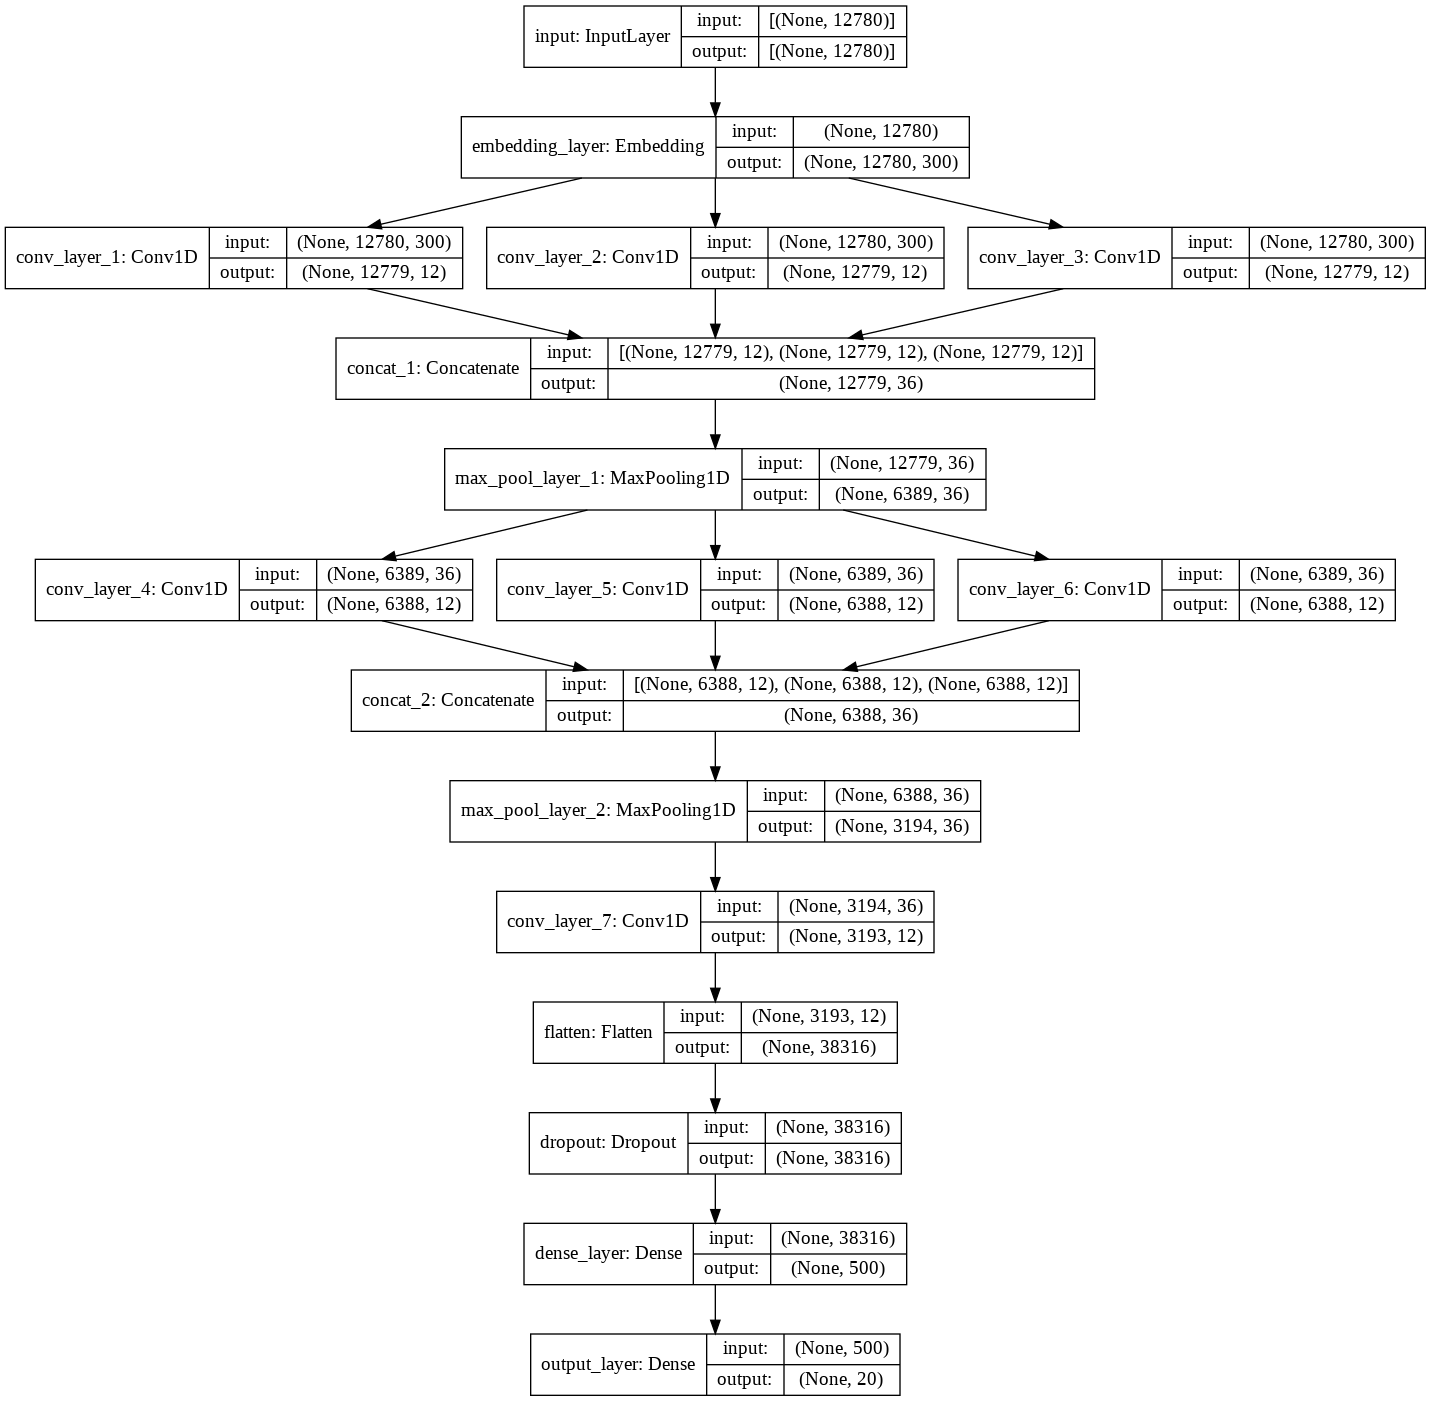 input: InputLayer
input: [(None, 12780)]
output: [(None, 12780)]
embedding_layer: Embedding
input: (None, 12780)
output: (None, 12780, 300)
conv_layer_1: Conv1D
input: (None, 12780, 300)
output: (None, 12779, 12)
conv_layer_2: Conv1D
input: (None, 12780, 300)
output: (None, 12779, 12)
conv_layer_3: Conv1D
input: (None, 12780, 300)
output: (None, 12779, 12)
concat_1: Concatenate
input: [(None, 12779, 12), (None, 12779, 12), (None, 12779, 12)]
output: (None, 12779, 36)
max_pool_layer_1: MaxPooling1D
input: (None, 12779, 36)
output: (None, 6389, 36)
conv_layer_4: Conv1D
input: (None, 6389, 36)
output: (None, 6388, 12)
conv_layer_5: Conv1D
input: (None, 6389, 36)
output: (None, 6388, 12)
conv_layer_6: Conv1D
input: (None, 6389, 36)
output: (None, 6388, 12)
concat_2: Concatenate
input: [(None, 6388, 12), (None, 6388, 12), (None, 6388, 12)]
output: (None, 6388, 36)
max_pool_layer_2: MaxPooling1D
input: (None, 6388, 36)
output: (None, 3194, 36)
conv_layer_7: Conv1D
input: (None, 3194, 36)
output: (None, 3193, 12)
flatten: Flatten
input: (None, 3193, 12)
output: (None, 38316)
dropout: Dropout
input: (None, 38316)
output: (None, 38316)
dense_layer: Dense
input: (None, 38316)
output: (None, 500)
output_layer: Dense
input: (None, 500)
output: (None, 20)